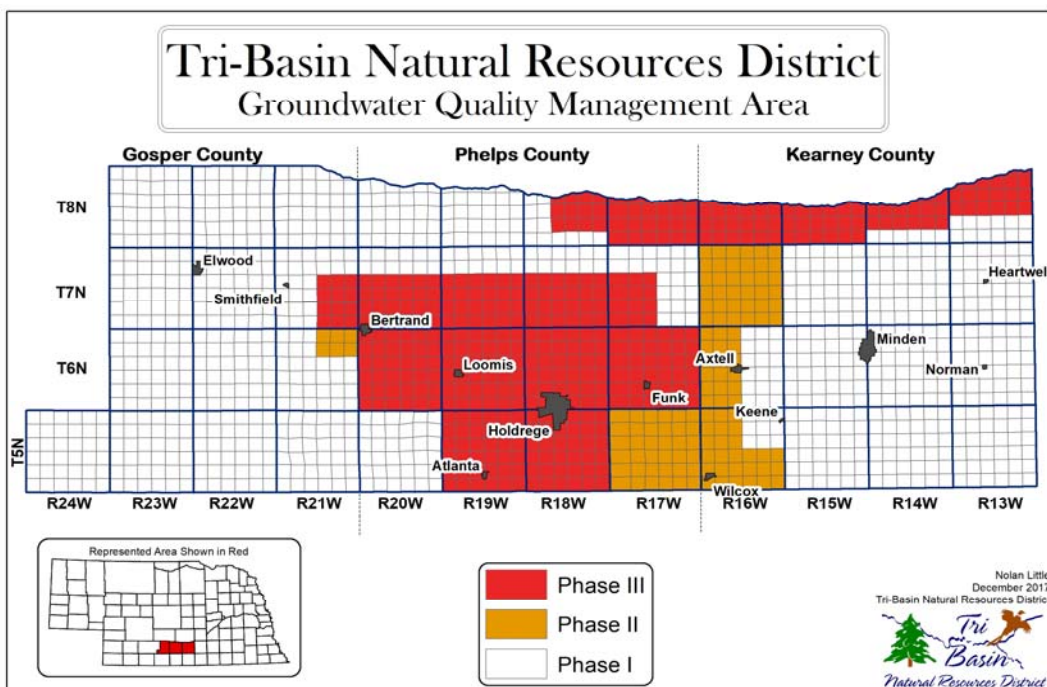 Tri-Basin Natural Resources District
Groundwater Quality Management Area
Gosper County
Phelps County
Kearney County
T8N
T7N
T6N
T5N
Elwood
Smithfield
Bertrand
Loomis
Holdrege
Atlanta
Funk
Axtell
Keene
Wilcox
Minden
Heartwel
Norman
R24W R23W R22W R21W R20W R19W R18W R17W R16W R15W R14W R13W
Represented Area Shown in Red
Phase III
Phase II
Phase I
Nolan Little
December 2017
Tri-Basin Natural Resources District
Tri
Basin
Natural Resources District